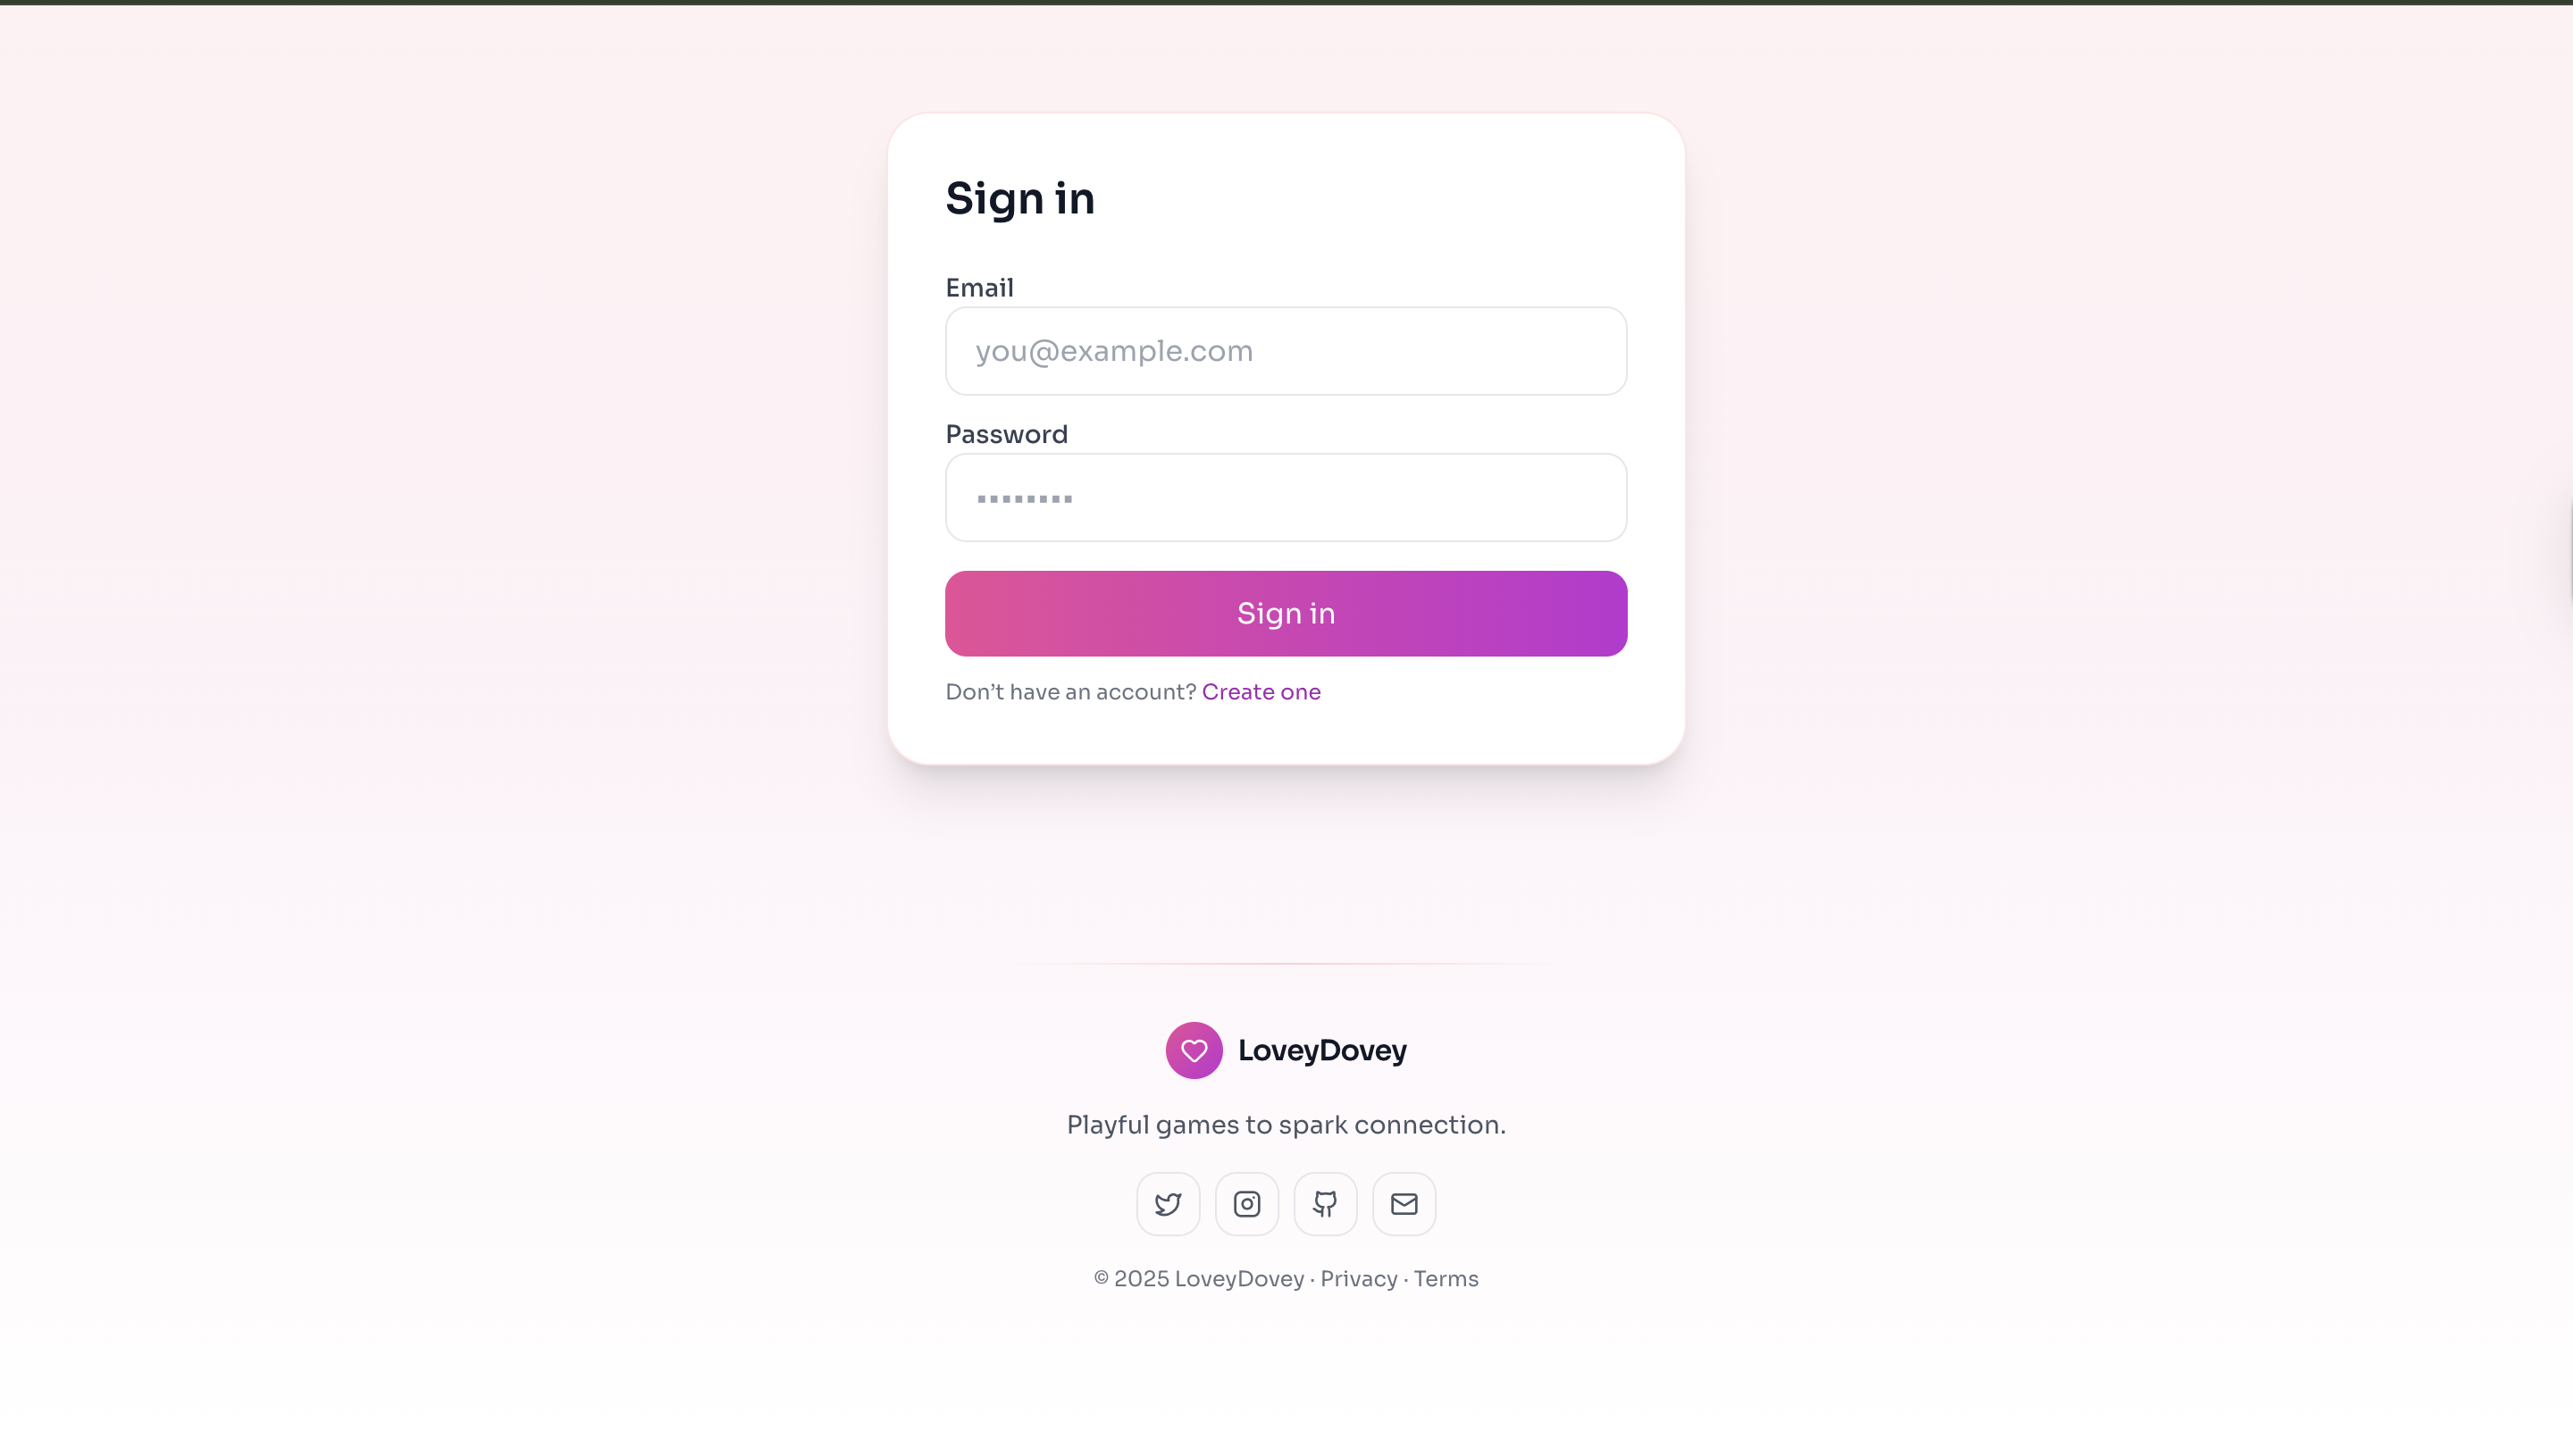 Sign in
Email
you@example.com
Password
••••••••
Sign in
Don’t have an account? Create one
LoveyDovey
Playful games to spark connection.
© 2025 LoveyDovey · Privacy · Terms